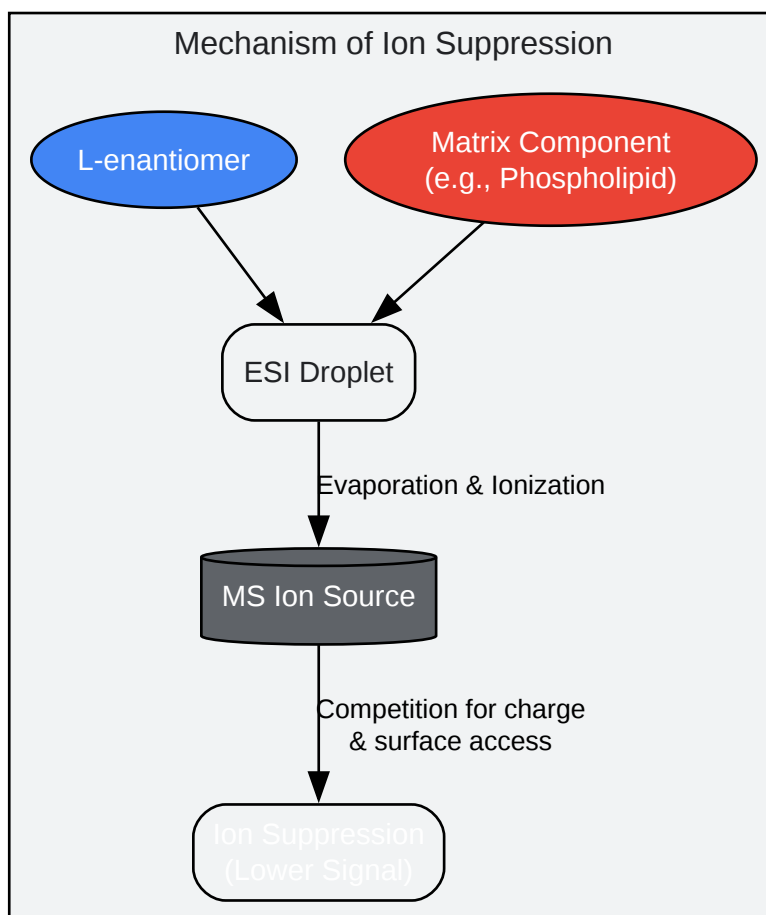 Mechanism of Ion Suppression
L-enantiomer
Matrix Component
(e.g., Phospholipid)
ESI Droplet
Evaporation & Ionization
MS Ion Source
Competition for charge
& surface access
Ion Suppression
(Lower Signal)